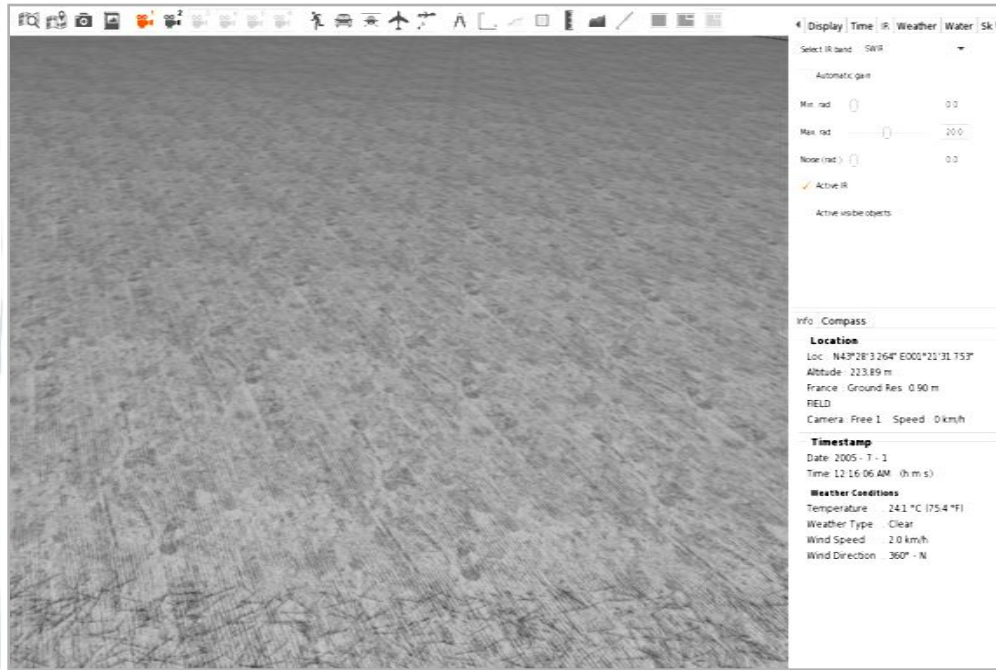 1 2
Display Time IR Weather Water Sk
Select IR band SWIR
Automatic gain
Min. rad 0.0
Max. rad 20.0
Noise (rad.) 0.0
Active IR
Active visible objects
Info Compass
Location
Loc : N43°28'3.264" E001°21'31.753"
Altitude : 223.89 m
France : Ground Res 0.90 m
FIELD
Camera : Free 1 Speed 0 km/h
Timestamp
Date: 2005 - 7 - 1
Time: 12:16:06 AM (h m s)
Weather Conditions
Temperature : 24.1 °C (75.4 °F)
Weather Type : Clear
Wind Speed : 2.0 km/h
Wind Direction : 360° - N